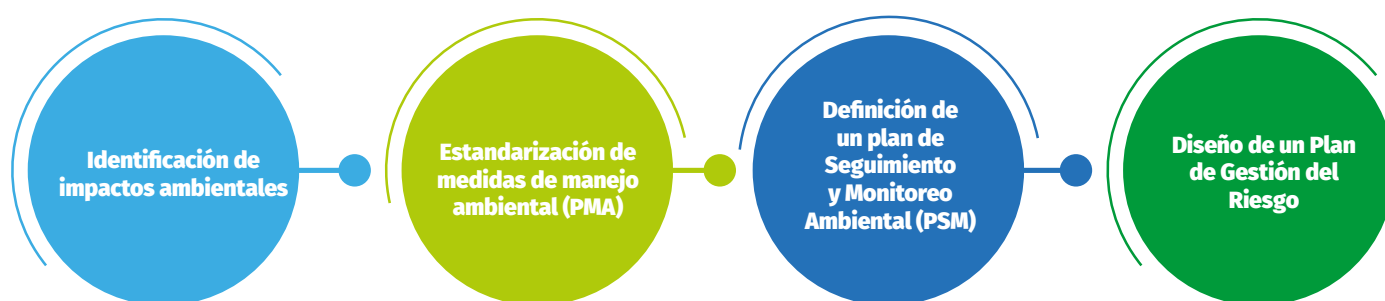 Identificación de
impactos ambientales
Estandarización de
medidas de manejo
ambiental (PMA)
Definición de
un plan de
Seguimiento
y Monitoreo
Ambiental (PSM)
Diseño de un Plan
de Gestión del
Riesgo